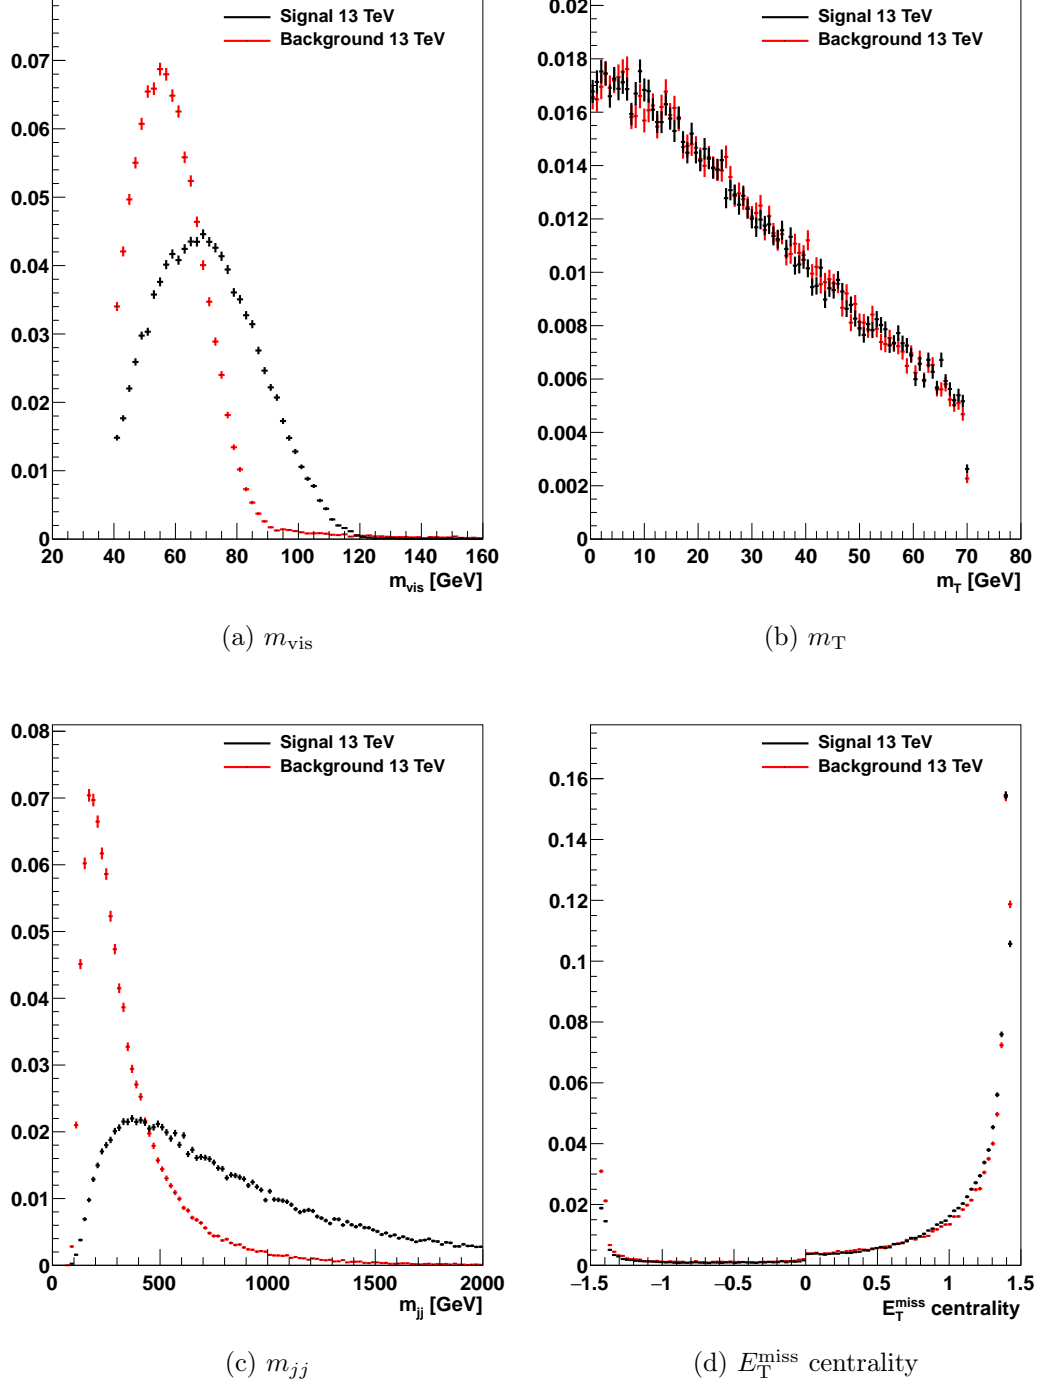 Signal 13 TeV
Background 13 TeV
0.07
0.06
0.05
0.04
0.03
0.02
0.01
0
20 40 60 80 100 120 140 160
m_vis [GeV]
(a) m_vis
0.02
Signal 13 TeV
Background 13 TeV
0.018
0.016
0.014
0.012
0.01
0.008
0.006
0.004
0.002
0
0 10 20 30 40 50 60 70 80
m_T [GeV]
(b) m_T
0.08
Signal 13 TeV
Background 13 TeV
0.07
0.06
0.05
0.04
0.03
0.02
0.01
0
0 500 1000 1500 2000
m_jj [GeV]
(c) m_jj
Signal 13 TeV
Background 13 TeV
0.16
0.14
0.12
0.1
0.08
0.06
0.04
0.02
0
−1.5 −1 −0.5 0 0.5 1 1.5
E_T^miss centrality
(d) E_T^miss centrality